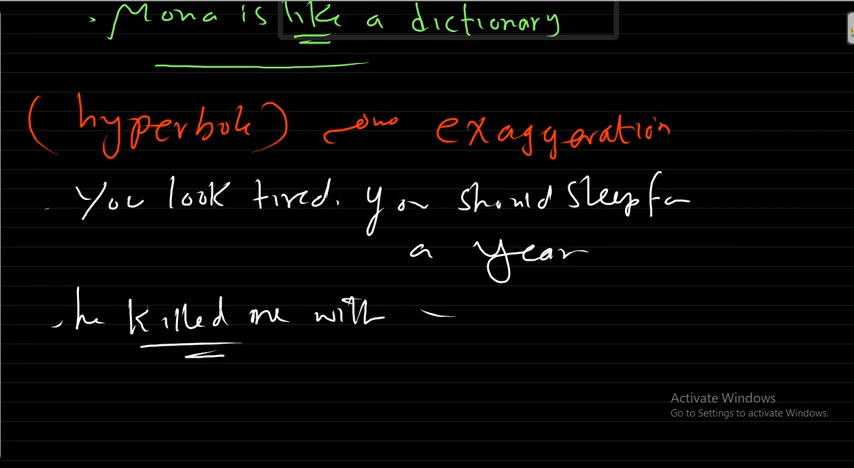 . Mona is like a dictionary
(hyperbole) exaggeration
. You look tired. you should sleep for
a year
. he killed me with
Activate Windows
Go to Settings to activate Windows.